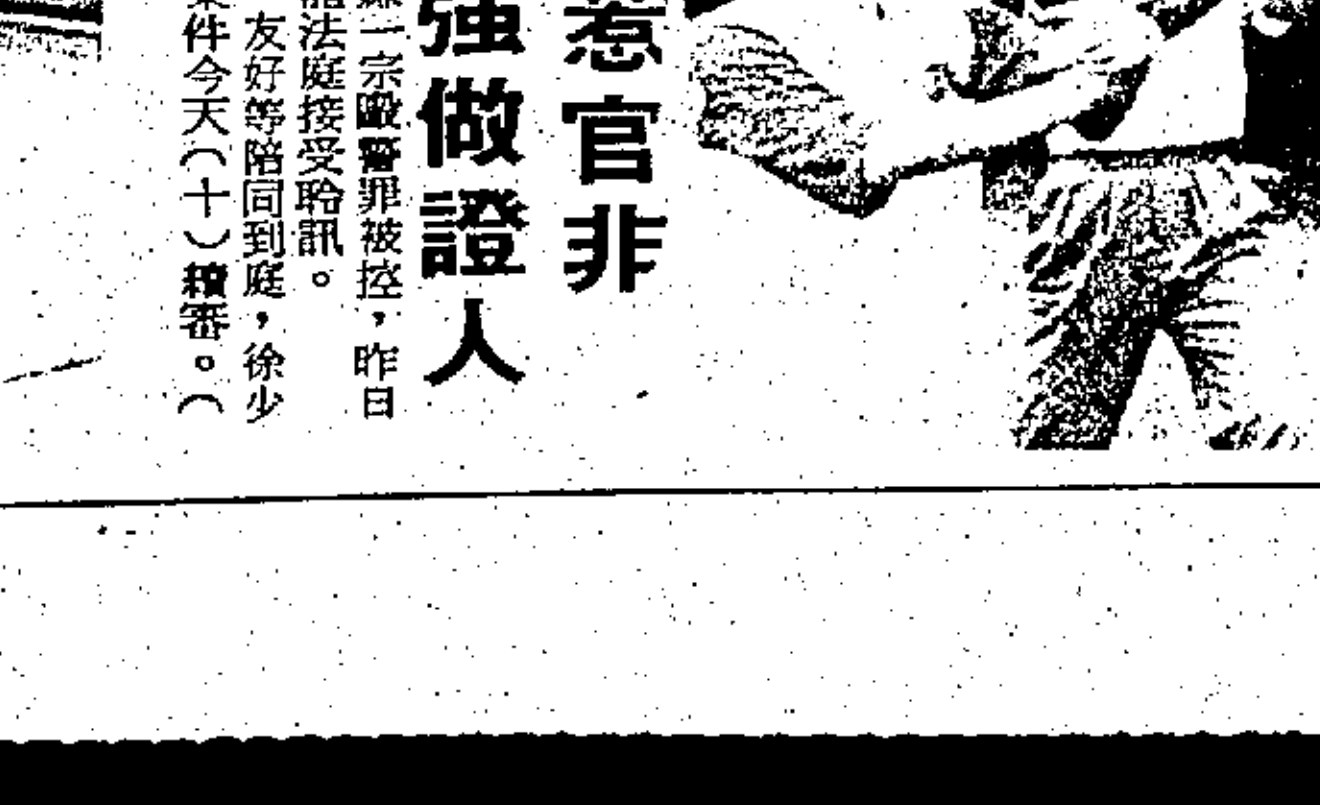 惹官非
強做證人
嫌一宗毆警罪被控，昨日
法庭接受聆訊。
友好等陪同到庭，徐少
案件今天（十）續審。（